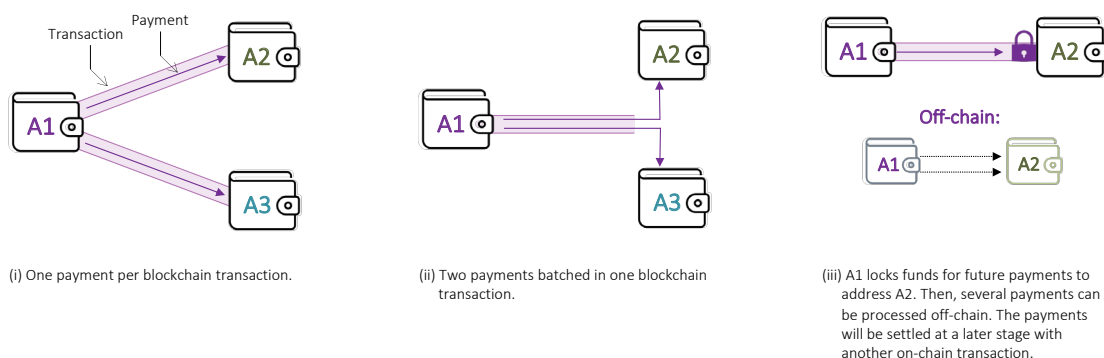 Transaction
Payment
A1
A2
A3
(i) One payment per blockchain transaction.
A1
A2
A3
(ii) Two payments batched in one blockchain
transaction.
A1
A2
Off-chain:
A1
A2
(iii) A1 locks funds for future payments to
address A2. Then, several payments can
be processed off-chain. The payments
will be settled at a later stage with
another on-chain transaction.